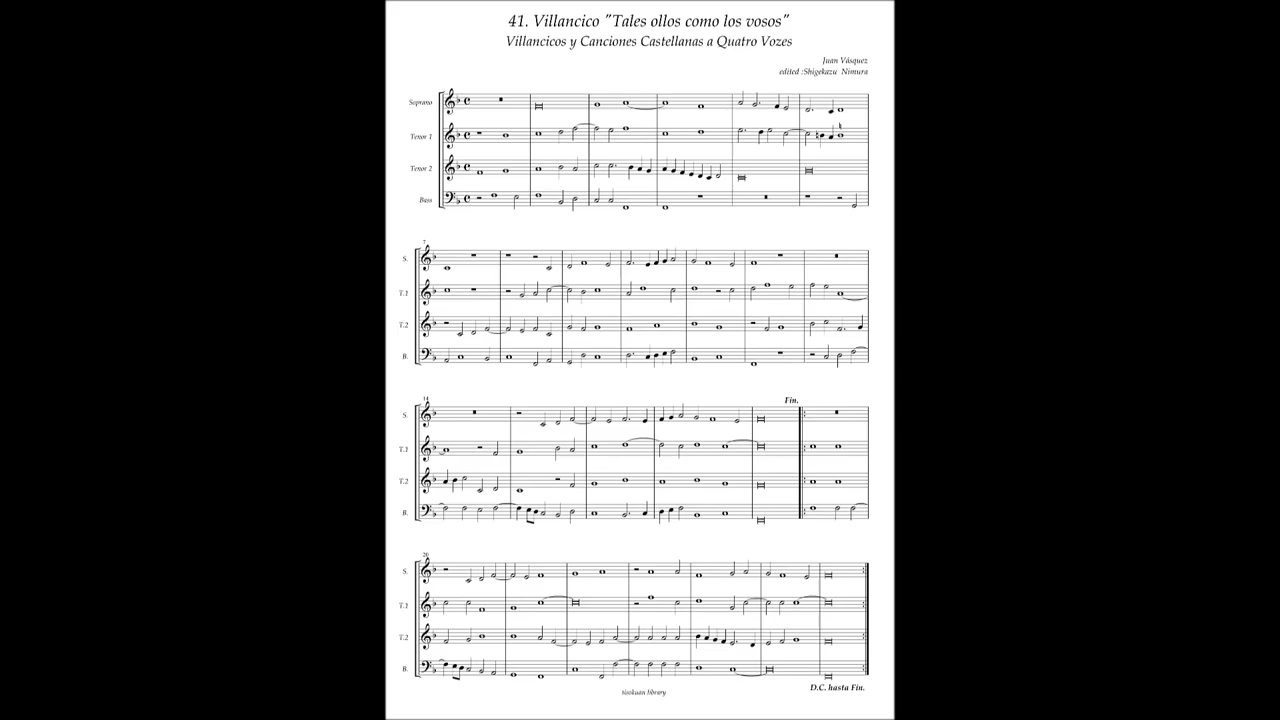 41. Villancico "Tales ollos como los vosos"
Villancicos y Canciones Castellanas a Quatro Vozes
Juan Vásquez
edited :Shigekazu Nimura
Soprano
Tenor 1
Tenor 2
Bass
7
S.
T.1
T.2
B.
14
Fin.
S.
T.1
T.2
B.
20
S.
T.1
T.2
B.
D.C. hasta Fin.
library